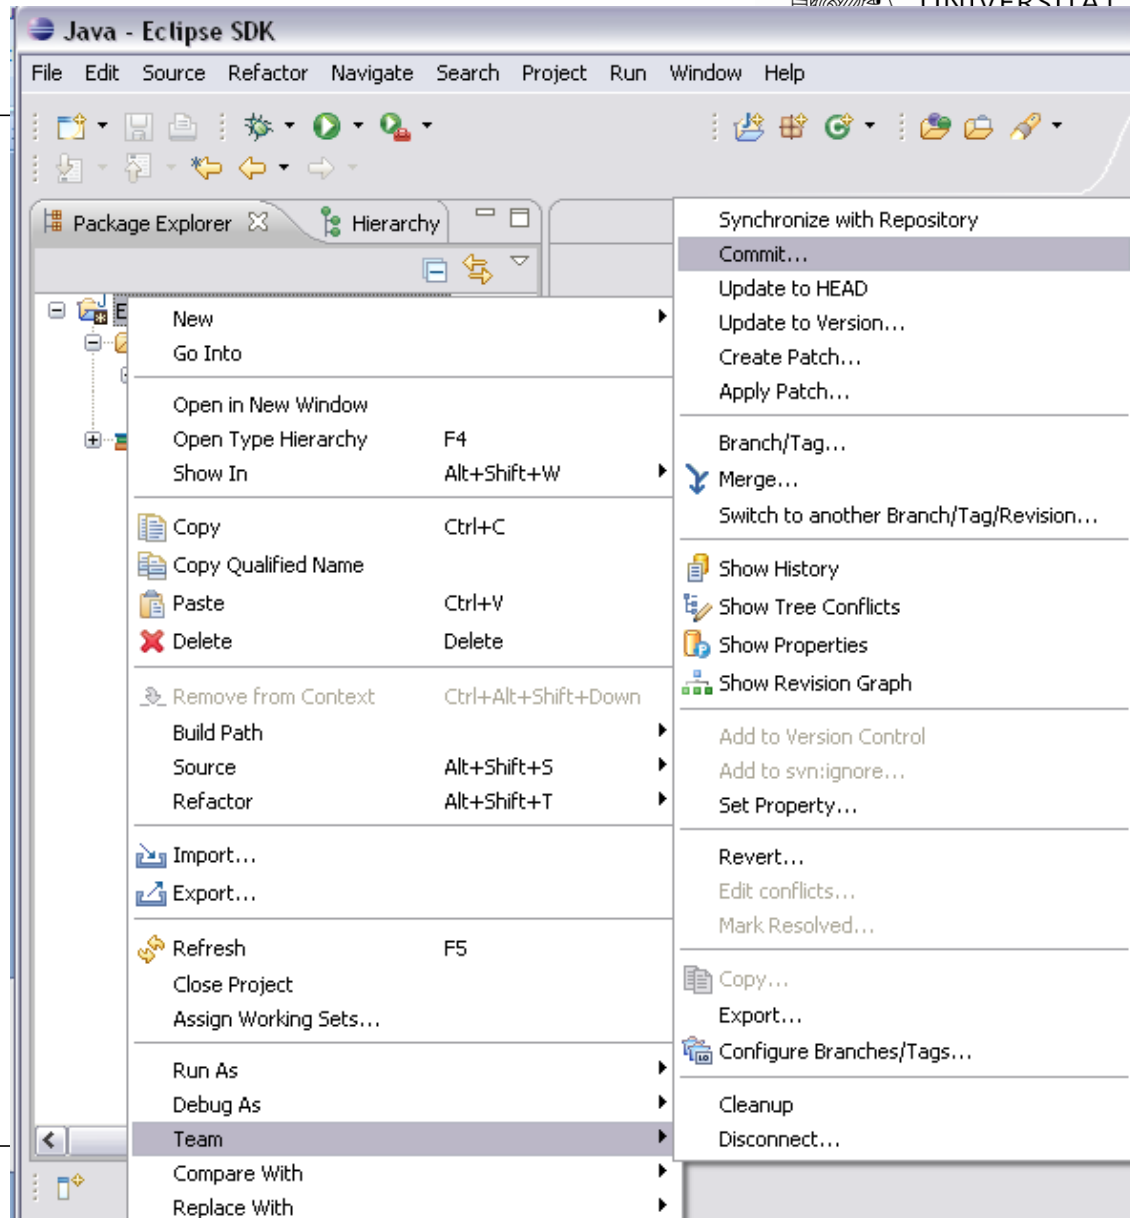 UNIVERSITÄT
Java - Eclipse SDK
File Edit Source Refactor Navigate Search Project Run Window Help
Package Explorer Hierarchy
New
Go Into
Open in New Window
Open Type Hierarchy F4
Show In Alt+Shift+W
Copy Ctrl+C
Copy Qualified Name
Paste Ctrl+V
Delete Delete
Remove from Context Ctrl+Alt+Shift+Down
Build Path
Source Alt+Shift+S
Refactor Alt+Shift+T
Import...
Export...
Refresh F5
Close Project
Assign Working Sets...
Run As
Debug As
Team
Compare With
Replace With
Synchronize with Repository
Commit...
Update to HEAD
Update to Version...
Create Patch...
Apply Patch...
Branch/Tag...
Merge...
Switch to another Branch/Tag/Revision...
Show History
Show Tree Conflicts
Show Properties
Show Revision Graph
Add to Version Control
Add to svn:ignore...
Set Property...
Revert...
Edit conflicts...
Mark Resolved...
Copy...
Export...
Configure Branches/Tags...
Cleanup
Disconnect...